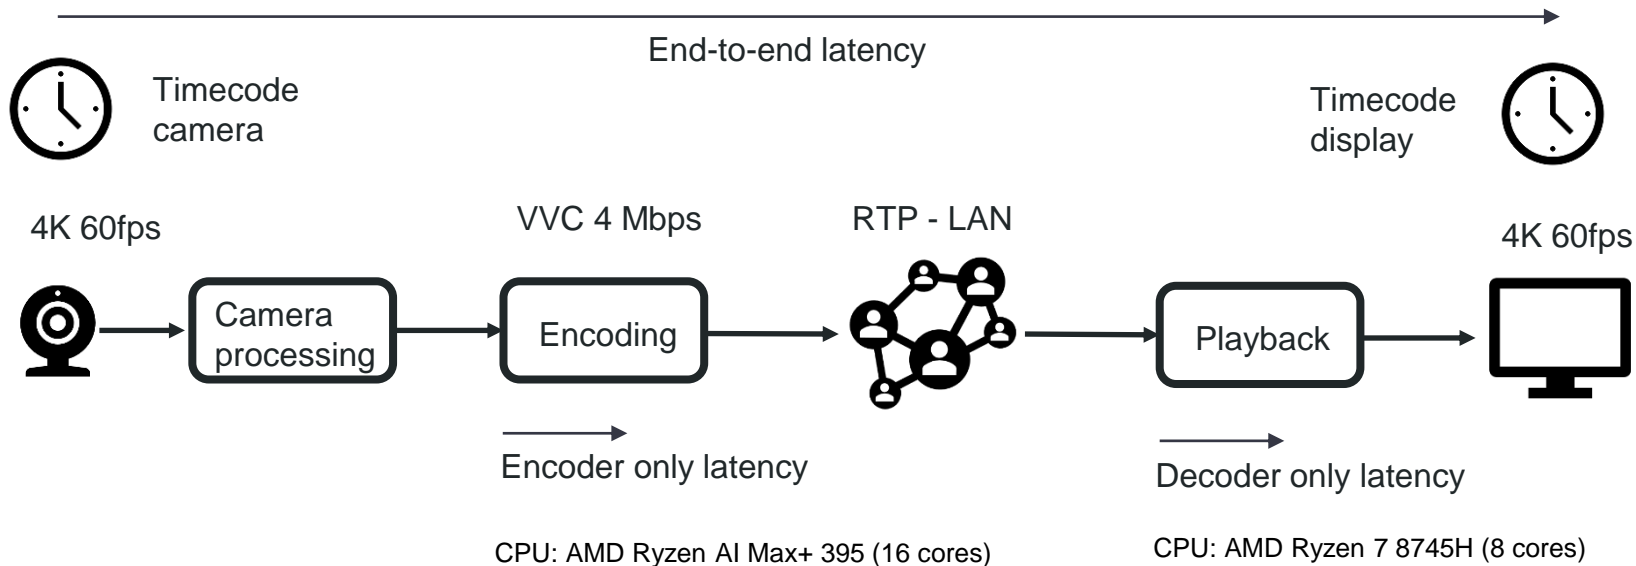 End-to-end latency
Timecode
camera
Timecode
display
4K 60fps
VVC 4 Mbps
RTP - LAN
4K 60fps
Camera
processing
Encoding
Playback
Encoder only latency
Decoder only latency
CPU: AMD Ryzen AI Max+ 395 (16 cores)
CPU: AMD Ryzen 7 8745H (8 cores)